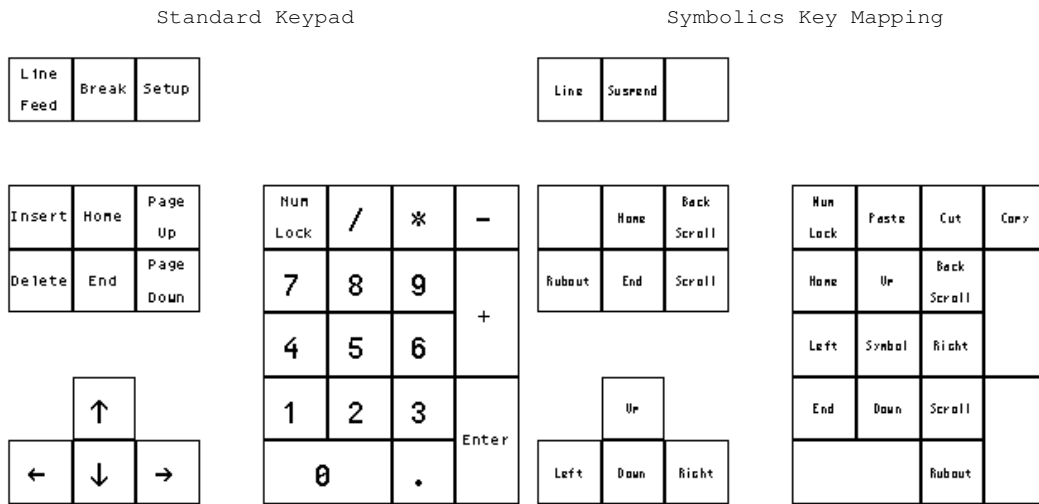 Standard Keypad
Symbolics Key Mapping
Line
Feed
Break
Setup
Line
Suspend
Insert
Home
Page
Up
Delete
End
Page
Down
↑
← ↓ →
Num
Lock
/
*
-
7
8
9
+
4
5
6
1
2
3
Enter
0
.
Home
Back
Scroll
Rubout
End
Scroll
Up
Left
Down
Right
Num
Lock
Paste
Cut
Copy
Home
Up
Back
Scroll
Left
Symbol
Right
End
Down
Scroll
Rubout